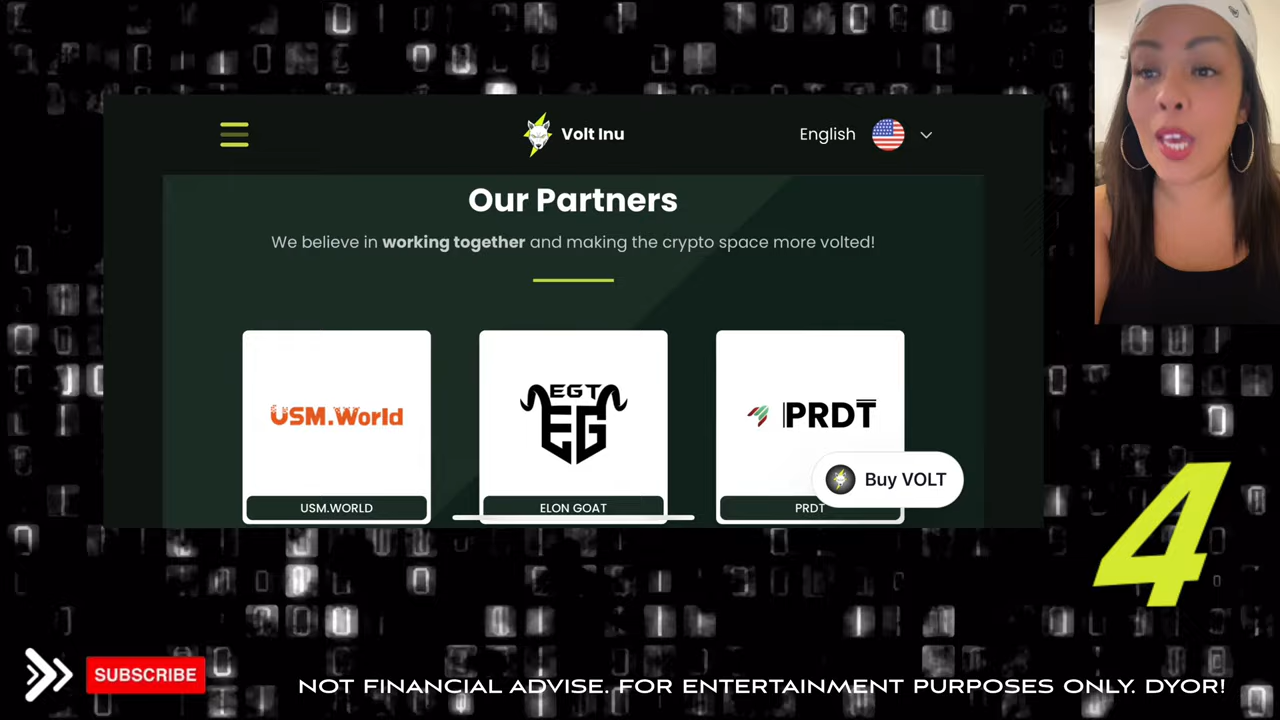 Volt Inu
English
Our Partners
We believe in working together and making the crypto space more volted!
USM.World
EGT
EG
PRDT
Buy VOLT
USM.WORLD
ELON GOAT
PRDT
4
SUBSCRIBE
NOT FINANCIAL ADVISE. FOR ENTERTAINMENT PURPOSES ONLY. DYOR!